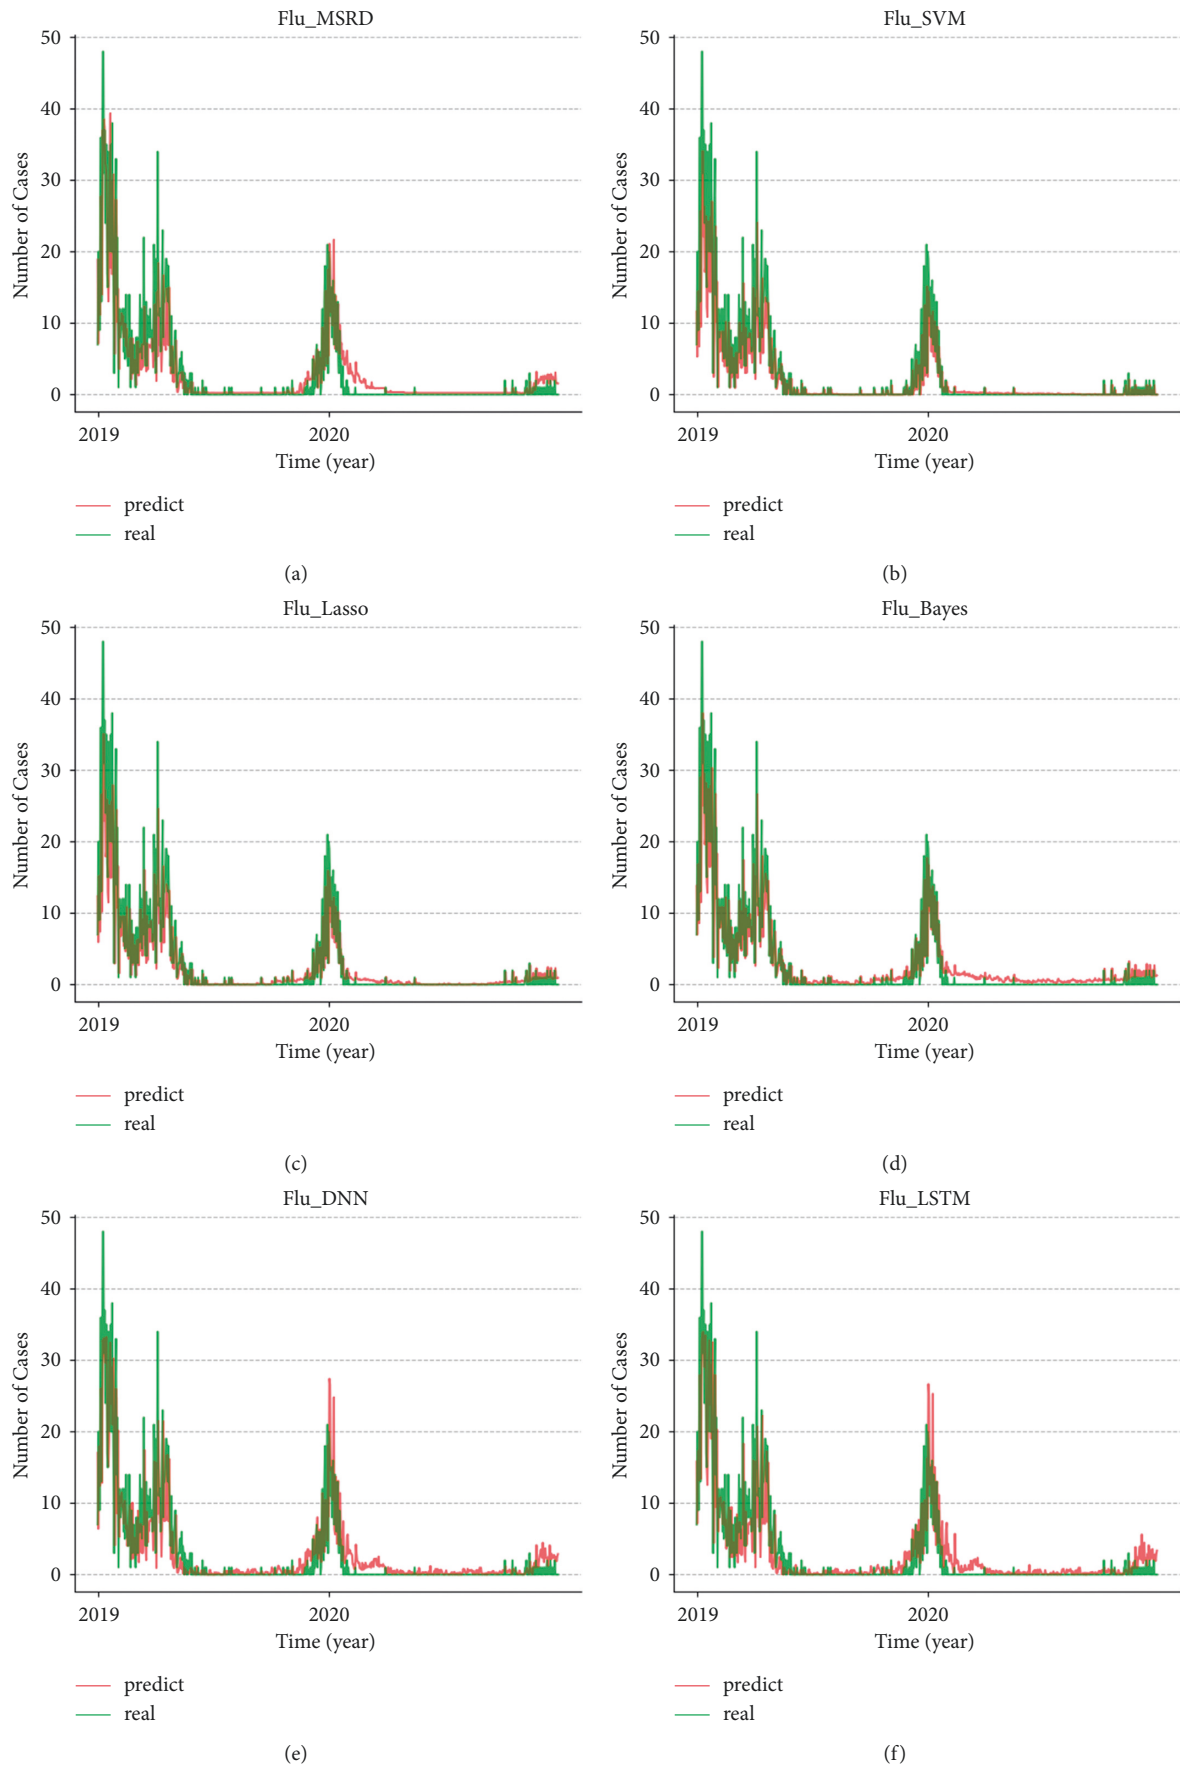 Flu_MSRD
50
40
30
20
10
0
Number of Cases
2019 2020
Time (year)
predict
real
(a)
Flu_SVM
50
40
30
20
10
0
Number of Cases
2019 2020
Time (year)
predict
real
(b)
Flu_Lasso
50
40
30
20
10
0
Number of Cases
2019 2020
Time (year)
predict
real
(c)
Flu_Bayes
50
40
30
20
10
0
Number of Cases
2019 2020
Time (year)
predict
real
(d)
Flu_DNN
50
40
30
20
10
0
Number of Cases
2019 2020
Time (year)
predict
real
(e)
Flu_LSTM
50
40
30
20
10
0
Number of Cases
2019 2020
Time (year)
predict
real
(f)